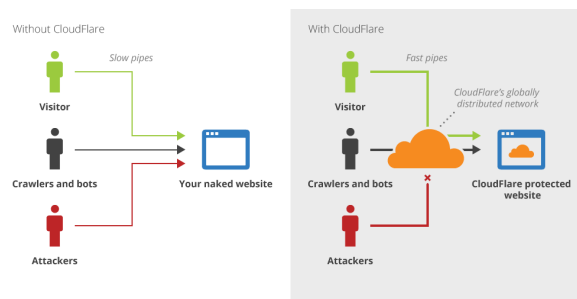 Without CloudFlare
Slow pipes
Visitor
Crawlers and bots
Your naked website
Attackers
With CloudFlare
Fast pipes
CloudFlare's globally
distributed network
Visitor
Crawlers and bots
CloudFlare protected
website
Attackers